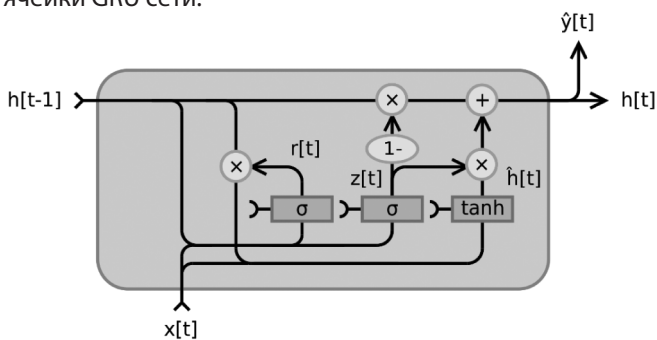 ячейки GRU сети.
ŷ[t]
h[t-1]
×
+
h[t]
1-
r[t]
×
z[t]
×
ĥ[t]
σ
σ
tanh
x[t]